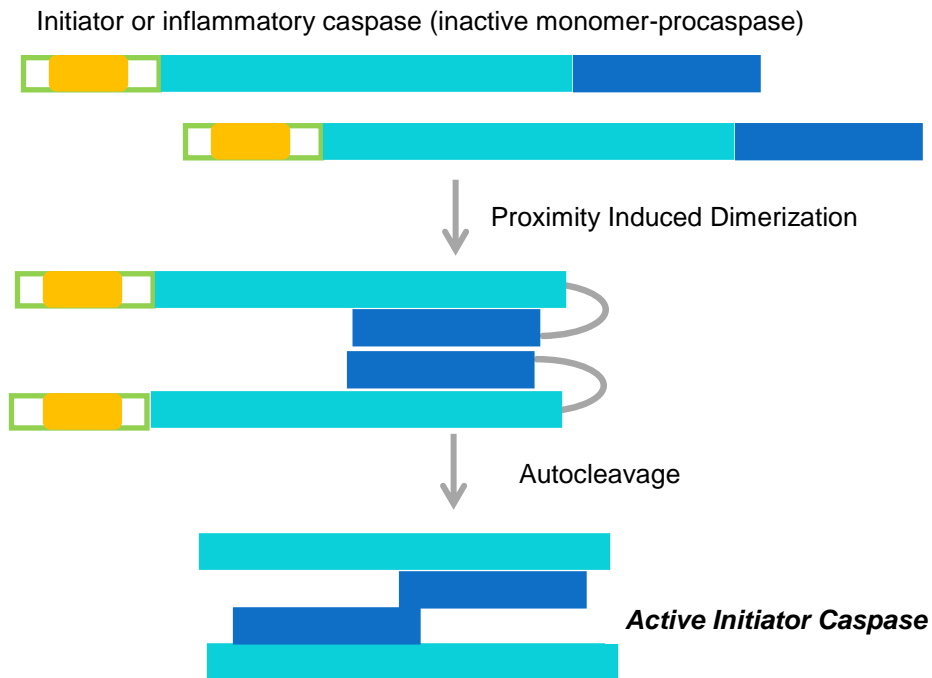 Initiator or inflammatory caspase (inactive monomer-procaspase)
Proximity Induced Dimerization
Autocleavage
Active Initiator Caspase